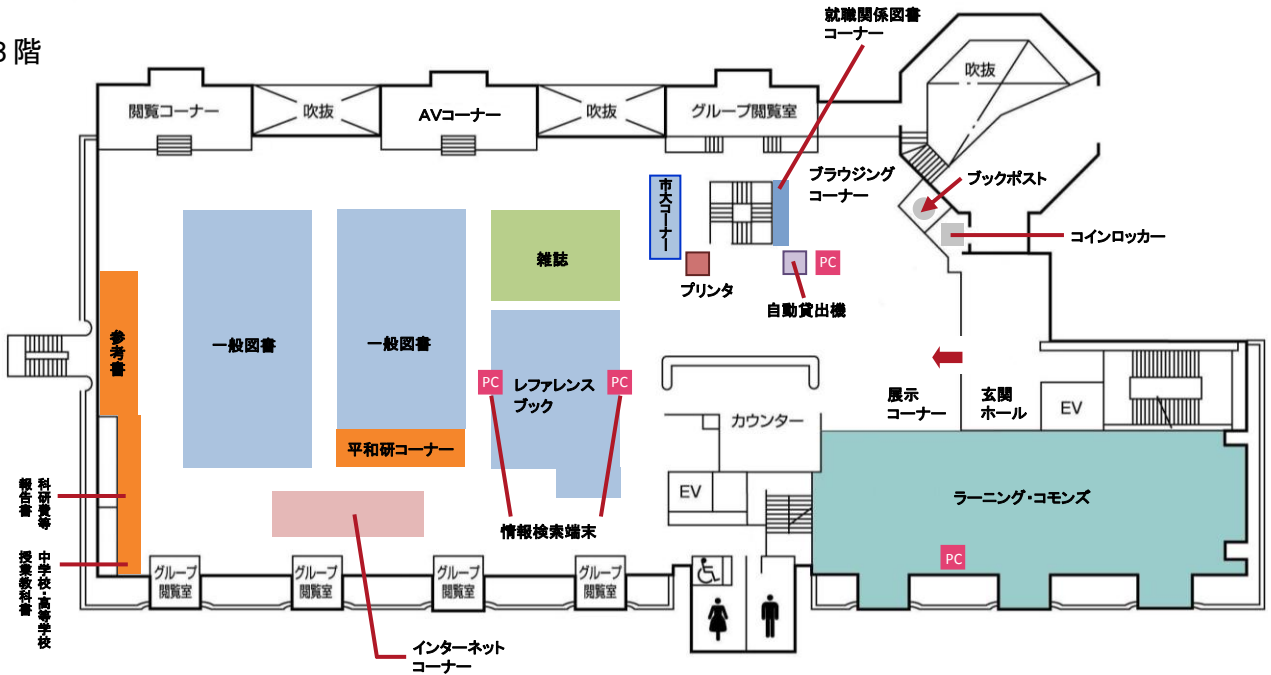 3階
就職関係図書
コーナー
吹抜
閲覧コーナー
吹抜
AVコーナー
吹抜
グループ閲覧室
ブラウジング
コーナー
ブックポスト
市大コーナー
コインロッカー
雑誌
PC
プリンタ
自動貸出機
参考書
一般図書
一般図書
PC
レファレンス
ブック
PC
展示
コーナー
玄関
ホール
EV
カウンター
平和研コーナー
EV
ラーニング・コモンズ
科研費等
報告書
情報検索端末
PC
中学校・高等学校
授業教科書
グループ
閲覧室
グループ
閲覧室
グループ
閲覧室
グループ
閲覧室
インターネット
コーナー